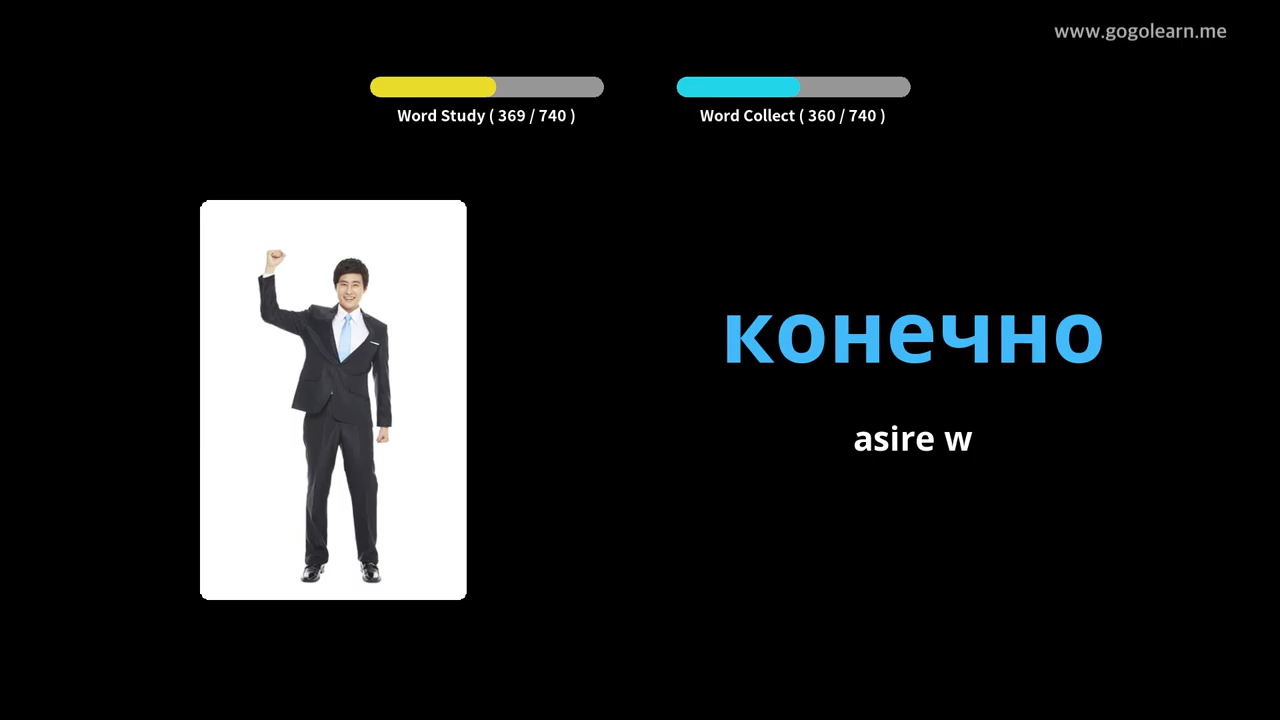 www.gogolearn.me
Word Study ( 369 / 740 )
Word Collect ( 360 / 740 )
конечно
asire w